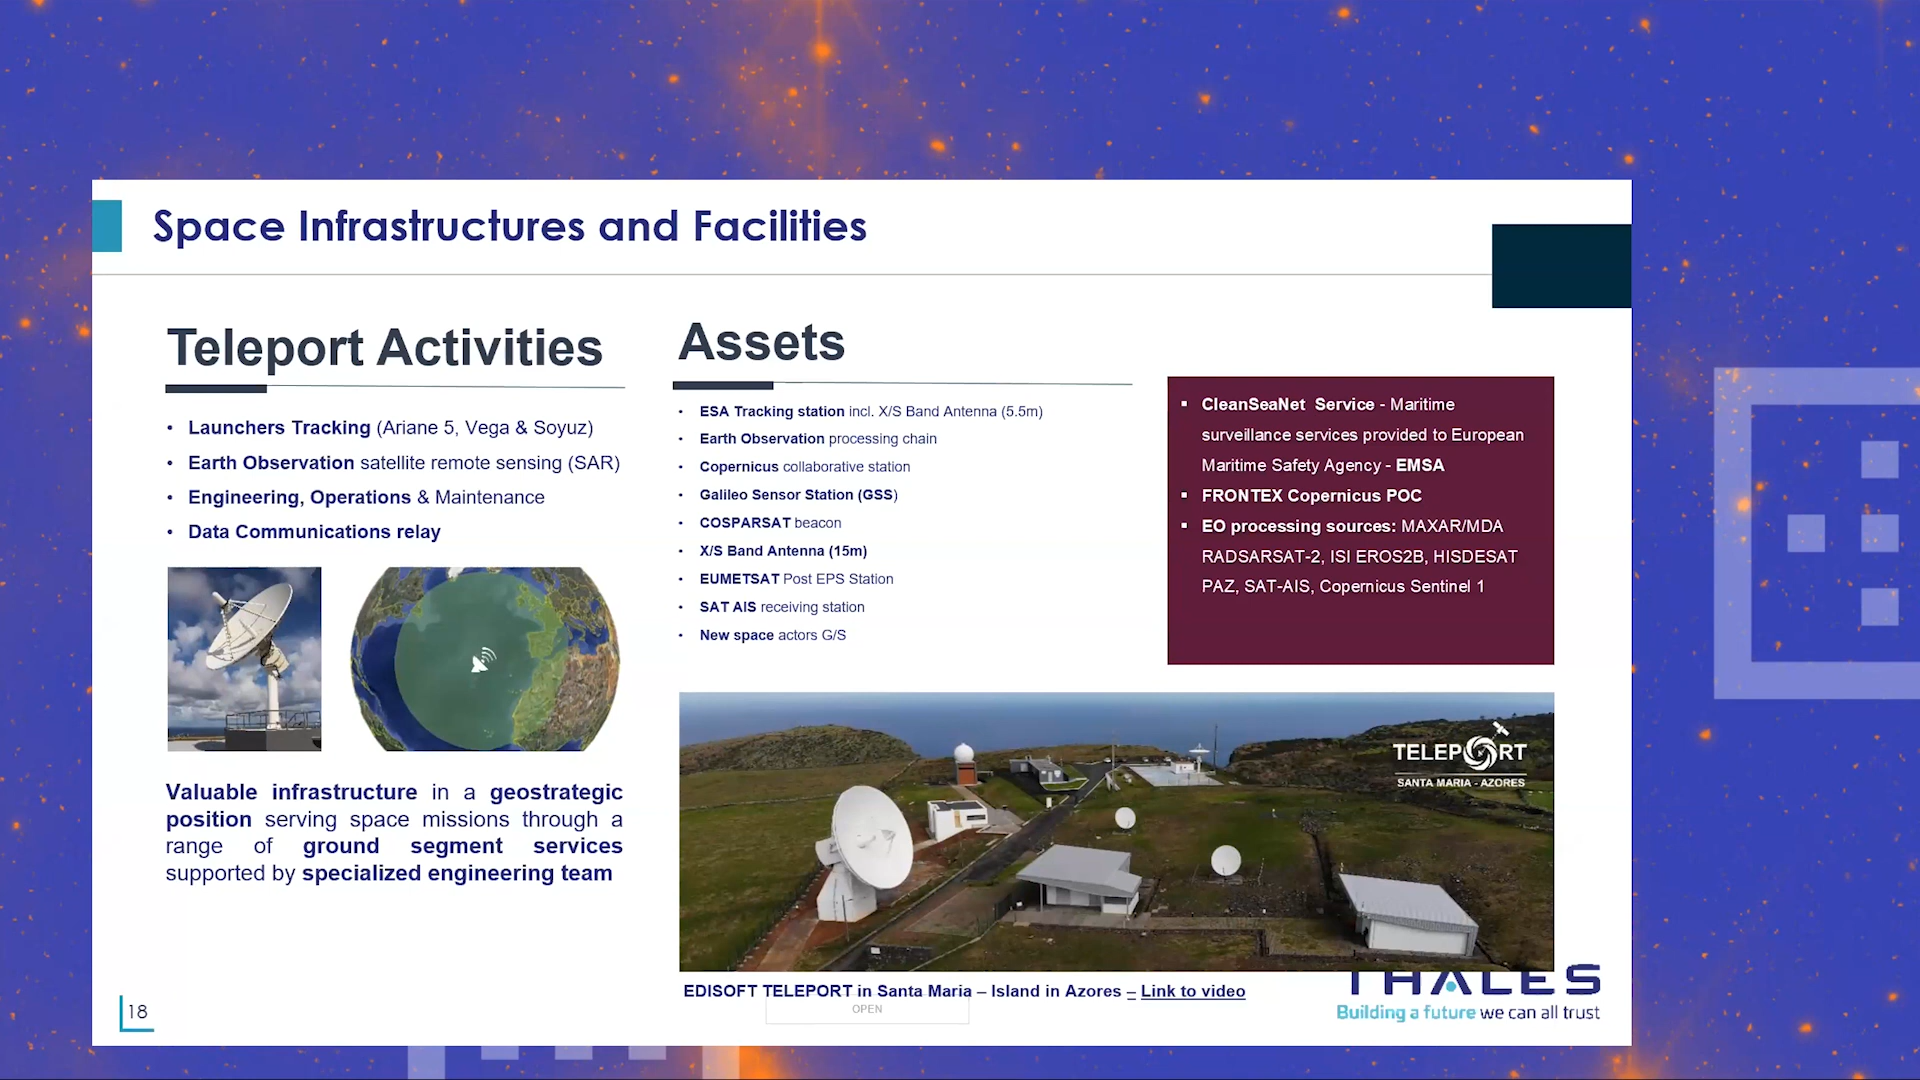 Space Infrastructures and Facilities
Teleport Activities
• Launchers Tracking (Ariane 5, Vega & Soyuz)
• Earth Observation satellite remote sensing (SAR)
• Engineering, Operations & Maintenance
• Data Communications relay
Valuable infrastructure in a geostrategic
position serving space missions through a
range of ground segment services
supported by specialized engineering team
Assets
• ESA Tracking station incl. X/S Band Antenna (5.5m)
• Earth Observation processing chain
• Copernicus collaborative station
• Galileo Sensor Station (GSS)
• COSPARSAT beacon
• X/S Band Antenna (15m)
• EUMETSAT Post EPS Station
• SAT AIS receiving station
• New space actors G/S
▪ CleanSeaNet Service - Maritime
surveillance services provided to European
Maritime Safety Agency - EMSA
▪ FRONTEX Copernicus POC
▪ EO processing sources: MAXAR/MDA
RADSARSAT-2, ISI EROS2B, HISDESAT
PAZ, SAT-AIS, Copernicus Sentinel 1
TELEPORT
SANTA MARIA - AZORES
EDISOFT TELEPORT in Santa Maria – Island in Azores – Link to video
OPEN
THALES
Building a future we can all trust
18